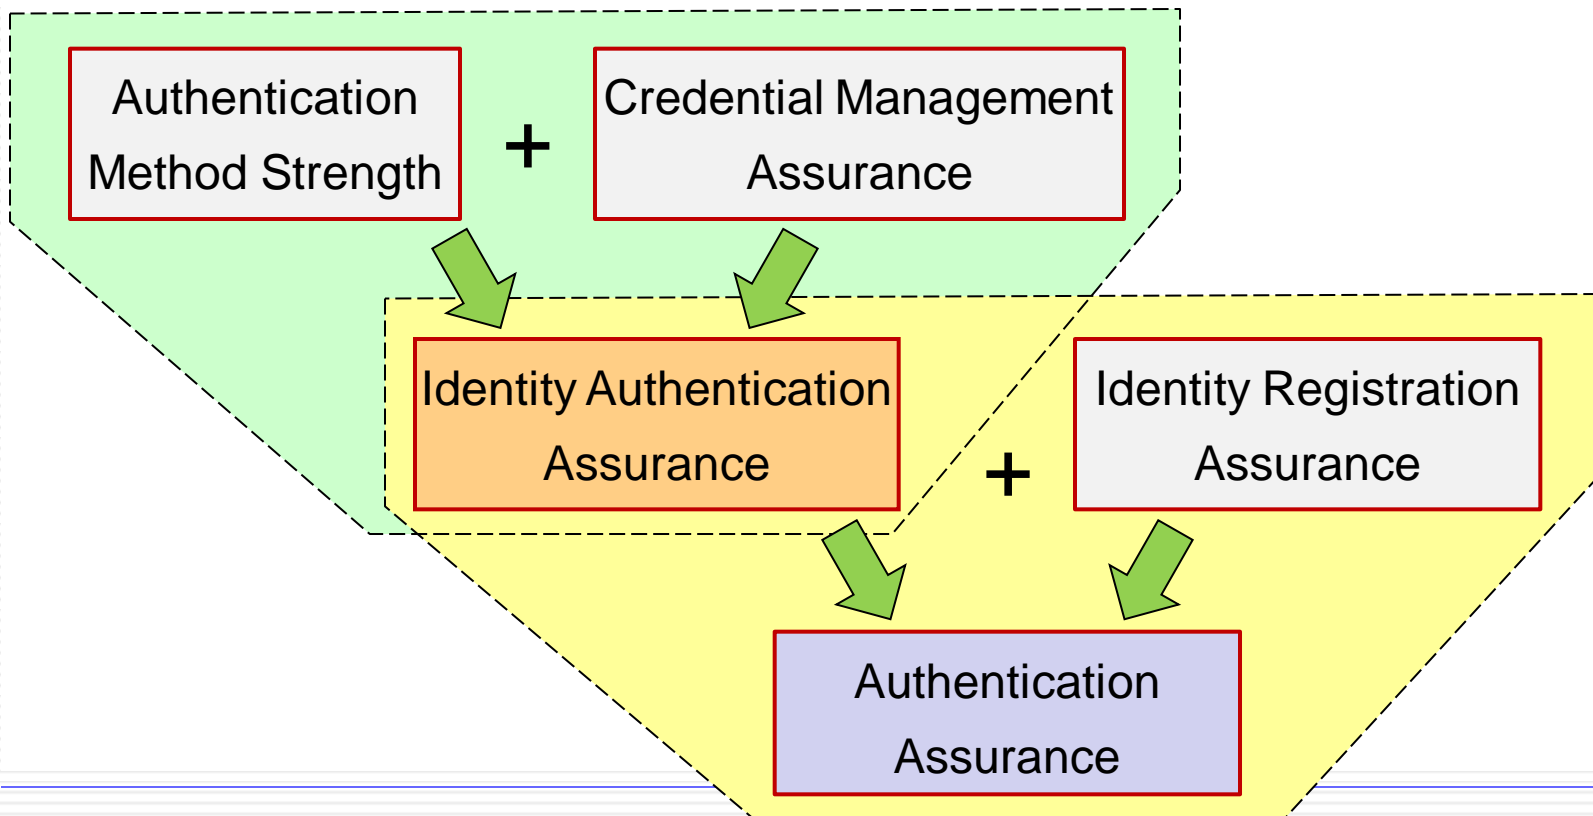 Authentication
Method Strength
+
Credential Management
Assurance
Identity Authentication
Assurance
+
Identity Registration
Assurance
Authentication
Assurance